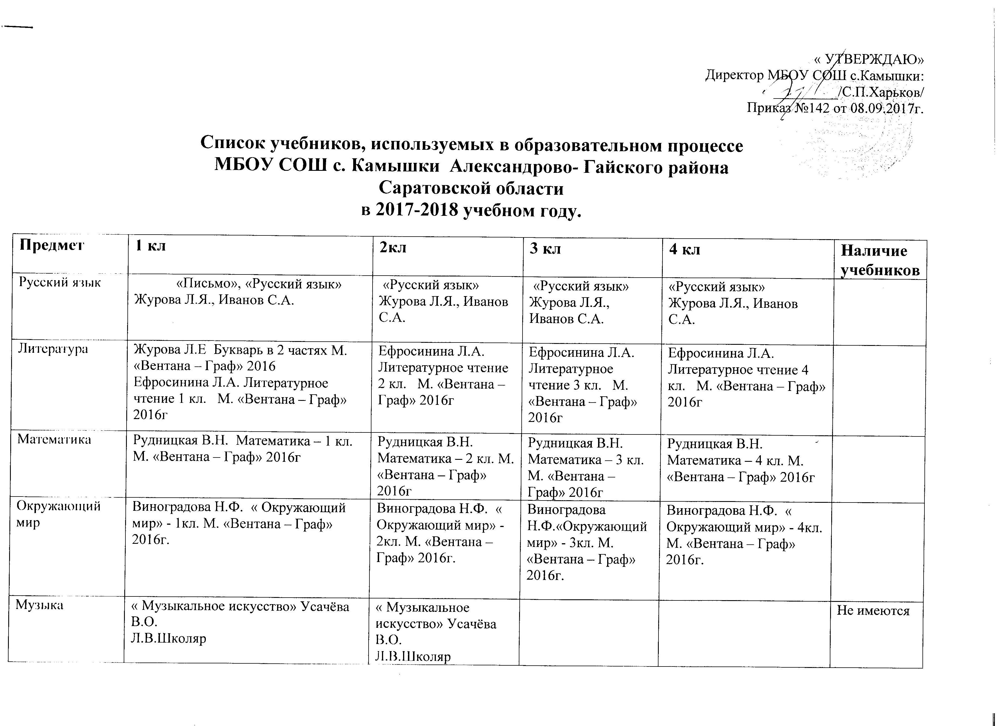 « УТВЕРЖДАЮ»
Директор МБОУ СОШ с.Камышки:
/С.П.Харьков/
Приказ №142 от 08.09.2017г.
Список учебников, используемых в образовательном процессе
МБОУ СОШ с. Камышки Александрово- Гайского района
Саратовской области
в 2017-2018 учебном году.
Предмет
1 кл
2кл
3 кл
4 кл
Наличие
учебников
Русский язык
«Письмо», «Русский язык»
Журова Л.Я., Иванов С.А.
«Русский язык»
Журова Л.Я., Иванов
С.А.
«Русский язык»
Журова Л.Я.,
Иванов С.А.
«Русский язык»
Журова Л.Я., Иванов
С.А.
Литература
Журова Л.Е Букварь в 2 частях М.
«Вентана – Граф» 2016
Ефросинина Л.А. Литературное
чтение 1 кл. М. «Вентана – Граф»
2016г
Ефросинина Л.А.
Литературное чтение
2 кл. М. «Вентана –
Граф» 2016г
Ефросинина Л.А.
Литературное
чтение 3 кл. М.
«Вентана – Граф»
2016г
Ефросинина Л.А.
Литературное чтение 4
кл. М. «Вентана – Граф»
2016г
Математика
Рудницкая В.Н. Математика – 1 кл.
М. «Вентана – Граф» 2016г
Рудницкая В.Н.
Математика – 2 кл. М.
«Вентана – Граф»
2016г
Рудницкая В.Н.
Математика – 3 кл.
М. «Вентана –
Граф» 2016г
Рудницкая В.Н.
Математика – 4 кл. М.
«Вентана – Граф» 2016г
Окружающий
мир
Виноградова Н.Ф. « Окружающий
мир» - 1кл. М. «Вентана – Граф»
2016г.
Виноградова Н.Ф. «
Окружающий мир» -
2кл. М. «Вентана –
Граф» 2016г.
Виноградова
Н.Ф.«Окружающий
мир» - 3кл. М.
«Вентана – Граф»
2016г.
Виноградова Н.Ф. «
Окружающий мир» - 4кл.
М. «Вентана – Граф»
2016г.
Музыка
« Музыкальное искусство» Усачёва
В.О.
Л.В.Школяр
« Музыкальное
искусство» Усачёва
В.О.
Л.В.Школяр
Не имеются